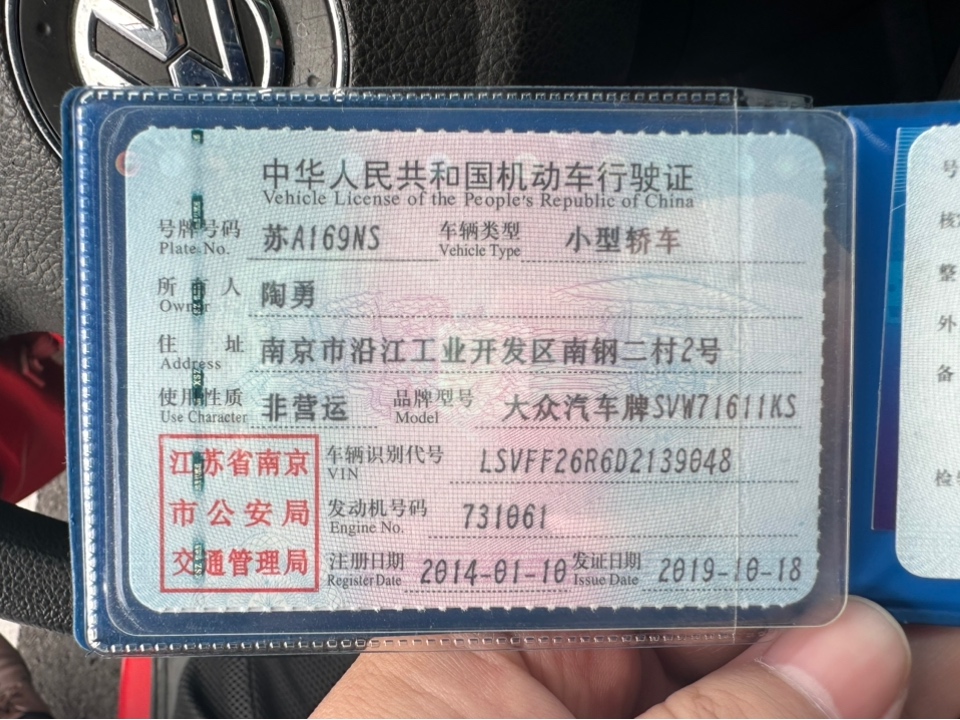 中华人民共和国机动车行驶证
Vehicle License of the People's Republic of China
号牌号码 苏A169NS 车辆类型 小型轿车
Plate No. Vehicle Type
所有人 陶勇
Owner
住址 南京市沿江工业开发区南钢二村2号
Address
使用性质 非营运 品牌型号 大众汽车牌SVW71611KS
Use Character Model
江苏省南京
市公安局
交通管理局
车辆识别代号 LSVFF26R6D2139048
VIN
发动机号码 731061
Engine No.
注册日期 2014-01-10 发证日期 2019-10-18
Register Date Issue Date
号
核
整
外
备
检